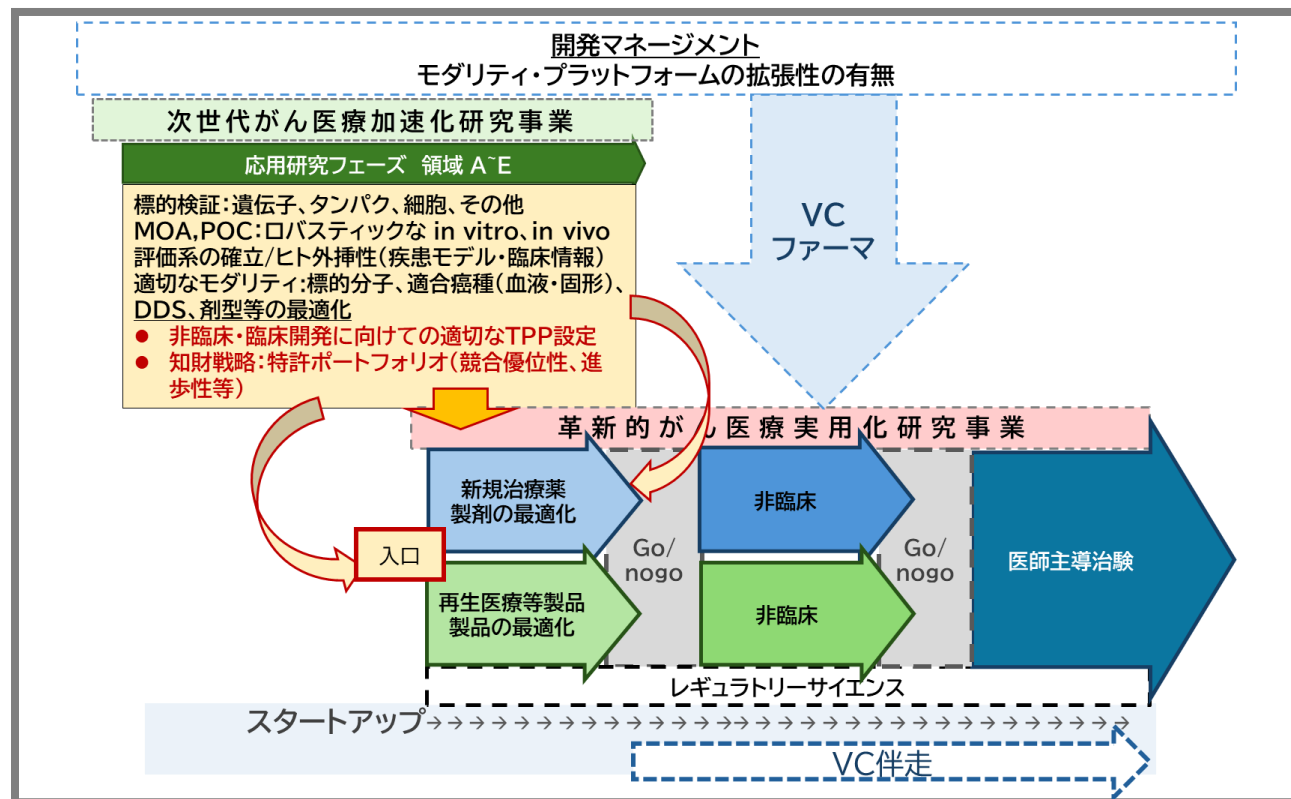 開発マネージメント
モダリティ・プラットフォームの拡張性の有無
次世代がん医療加速化研究事業
応用研究フェーズ 領域 A~E
標的検証：遺伝子、タンパク、細胞、その他
MOA,POC：ロバスティックな in vitro、in vivo
評価系の確立/ヒト外挿性（疾患モデル・臨床情報）
適切なモダリティ:標的分子、適合癌種（血液・固形）、
DDS、剤型等の最適化
● 非臨床・臨床開発に向けての適切なTPP設定
● 知財戦略：特許ポートフォリオ（競合優位性、進
歩性等）
VC
ファーマ
革新的がん医療実用化研究事業
新規治療薬
製剤の最適化
Go/
nogo
非臨床
Go/
nogo
医師主導治験
入口
再生医療等製品
製品の最適化
非臨床
レギュラトリーサイエンス
スタートアップ→→→→→→→→→→→→→→→→→→→→→→→→→→→→→→→→
VC伴走